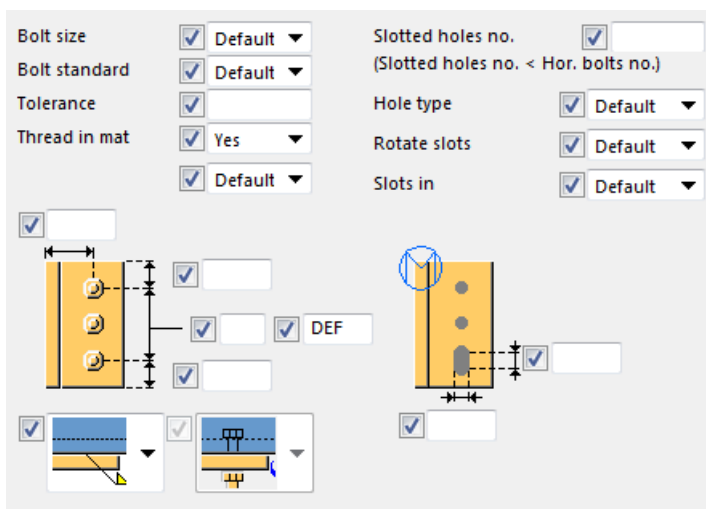 Bolt size
Default
Bolt standard
Default
Tolerance
Thread in mat
Yes
Default
Slotted holes no.
(Slotted holes no. < Hor. bolts no.)
Hole type
Default
Rotate slots
Default
Slots in
Default
DEF